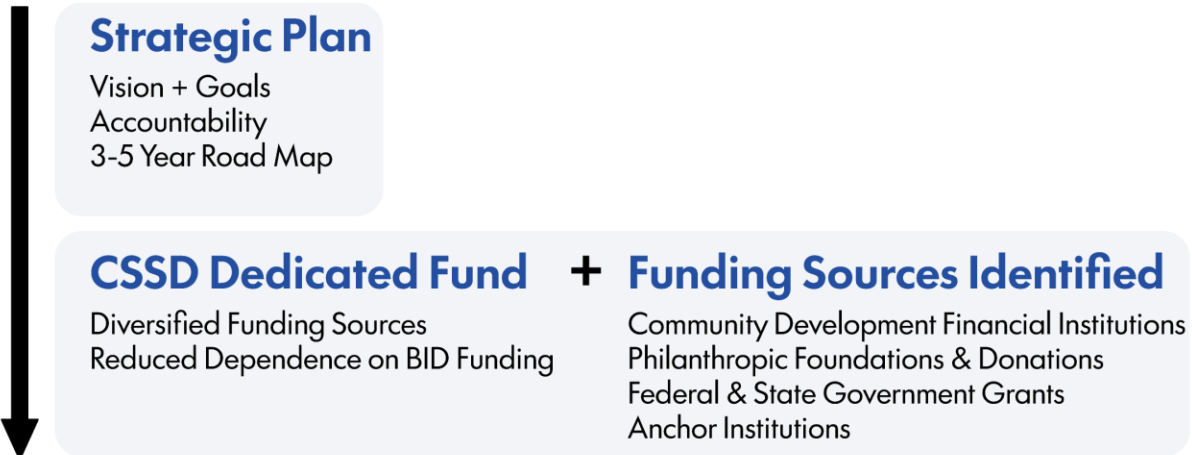 Strategic Plan
Vision + Goals
Accountability
3-5 Year Road Map
CSSD Dedicated Fund + Funding Sources Identified
Diversified Funding Sources
Reduced Dependence on BID Funding
Community Development Financial Institutions
Philanthropic Foundations & Donations
Federal & State Government Grants
Anchor Institutions